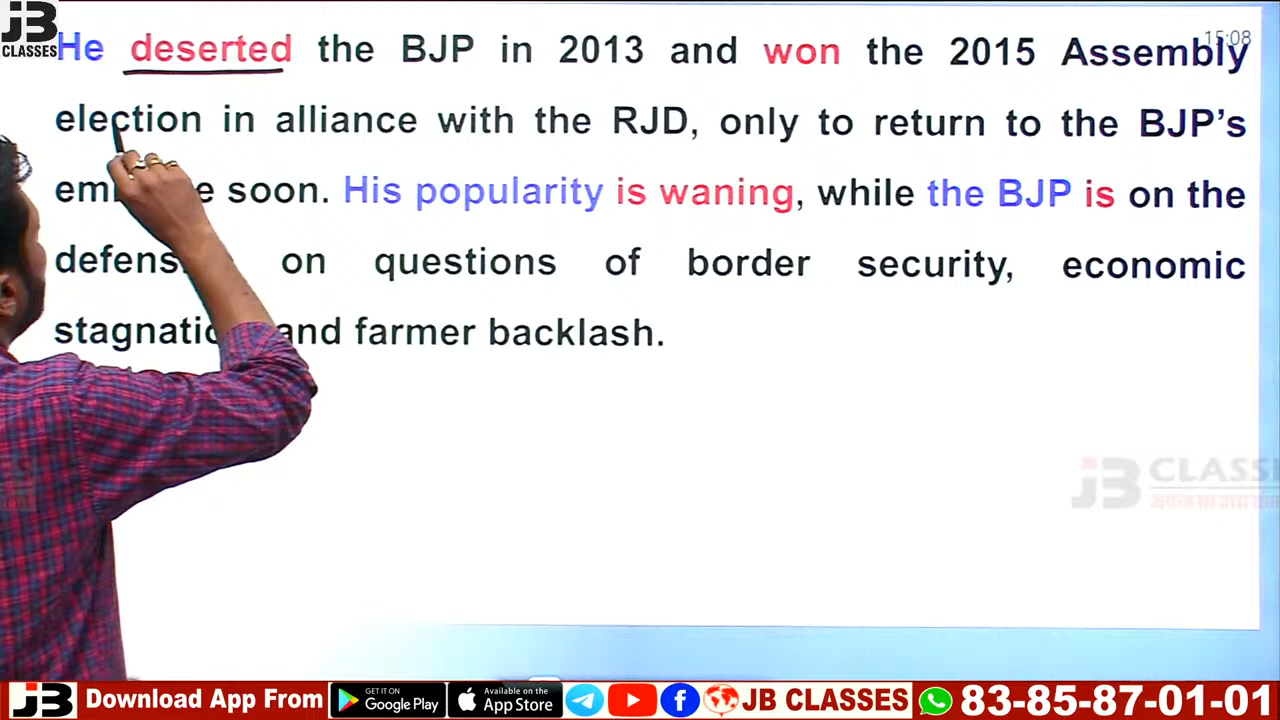 JB
CLASSES
15:08
He deserted the BJP in 2013 and won the 2015 Assembly
election in alliance with the RJD, only to return to the BJP’s
soon. His popularity is waning, while the BJP is on the
on questions of border security, economic
and farmer backlash.
JB CLASS
JB Download App From GET IT ON Google Play Available on the App Store JB CLASSES 83-85-87-01-01